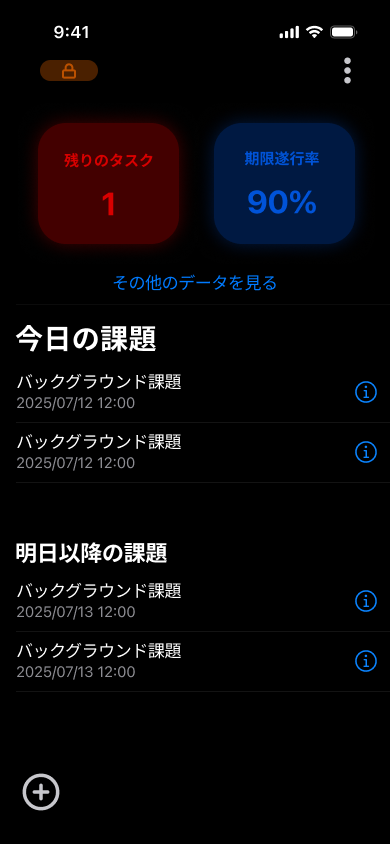 9:41
残りのタスク
1
期限遂行率
90%
その他のデータを見る
今日の課題
バックグラウンド課題
2025/07/12 12:00
バックグラウンド課題
2025/07/12 12:00
明日以降の課題
バックグラウンド課題
2025/07/13 12:00
バックグラウンド課題
2025/07/13 12:00